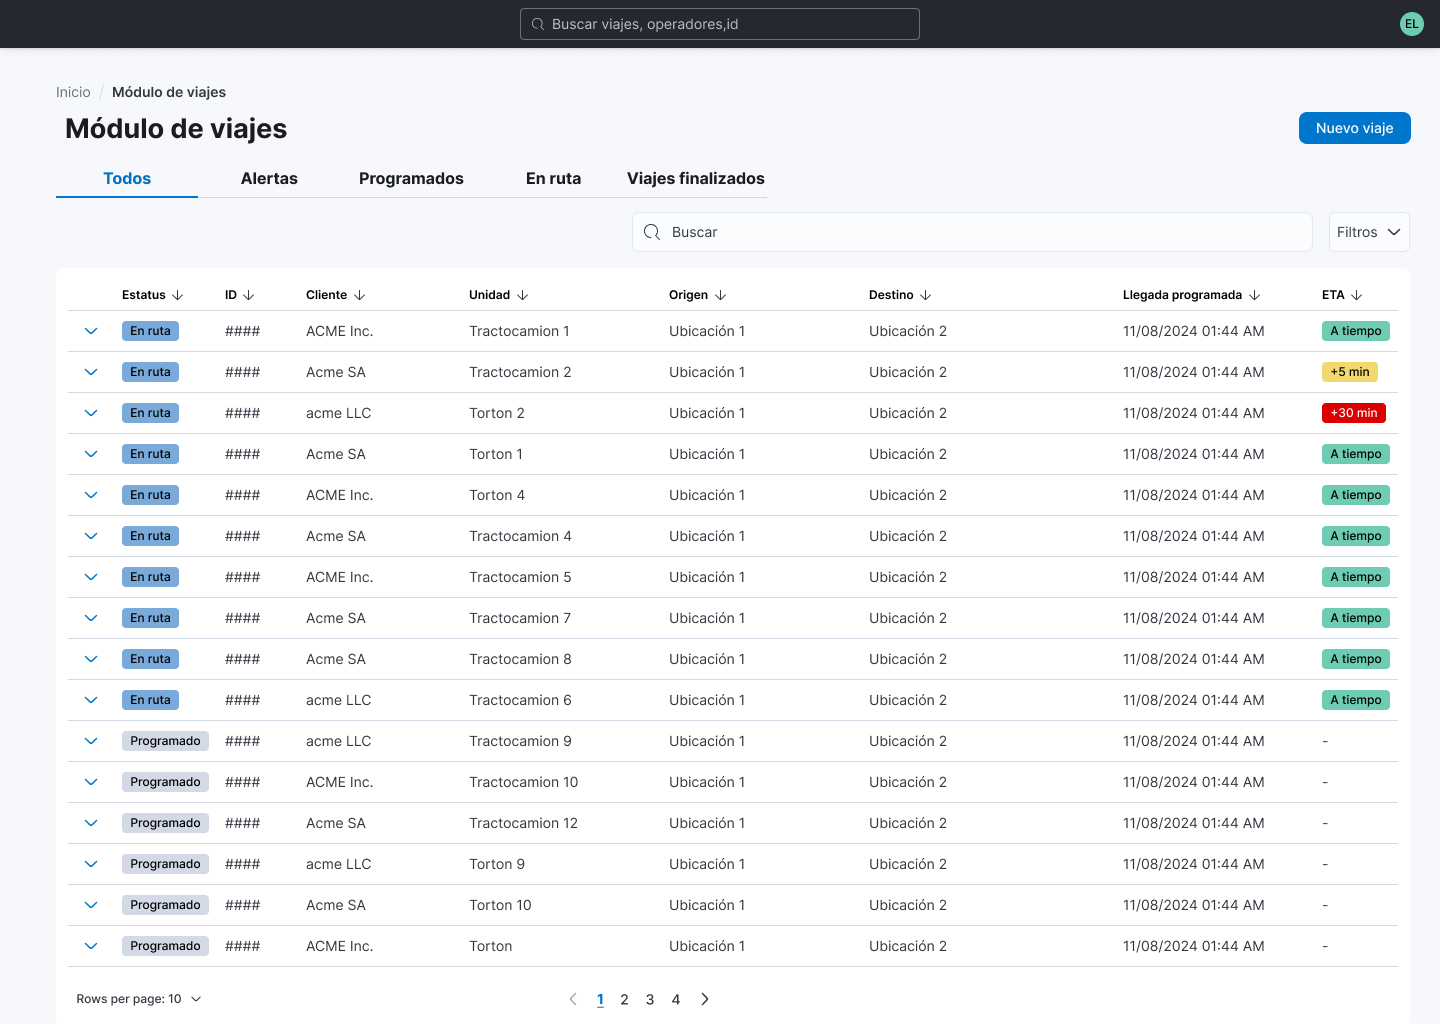 Buscar viajes, operadores,id
EL
Inicio / Módulo de viajes
Módulo de viajes
Nuevo viaje
Todos Alertas Programados En ruta Viajes finalizados
Buscar
Filtros
Estatus ID Cliente Unidad Origen Destino Llegada programada ETA
En ruta #### ACME Inc. Tractocamion 1 Ubicación 1 Ubicación 2 11/08/2024 01:44 AM A tiempo
En ruta #### Acme SA Tractocamion 2 Ubicación 1 Ubicación 2 11/08/2024 01:44 AM +5 min
En ruta #### acme LLC Torton 2 Ubicación 1 Ubicación 2 11/08/2024 01:44 AM +30 min
En ruta #### Acme SA Torton 1 Ubicación 1 Ubicación 2 11/08/2024 01:44 AM A tiempo
En ruta #### ACME Inc. Torton 4 Ubicación 1 Ubicación 2 11/08/2024 01:44 AM A tiempo
En ruta #### Acme SA Tractocamion 4 Ubicación 1 Ubicación 2 11/08/2024 01:44 AM A tiempo
En ruta #### ACME Inc. Tractocamion 5 Ubicación 1 Ubicación 2 11/08/2024 01:44 AM A tiempo
En ruta #### Acme SA Tractocamion 7 Ubicación 1 Ubicación 2 11/08/2024 01:44 AM A tiempo
En ruta #### Acme SA Tractocamion 8 Ubicación 1 Ubicación 2 11/08/2024 01:44 AM A tiempo
En ruta #### acme LLC Tractocamion 6 Ubicación 1 Ubicación 2 11/08/2024 01:44 AM A tiempo
Programado #### acme LLC Tractocamion 9 Ubicación 1 Ubicación 2 11/08/2024 01:44 AM -
Programado #### ACME Inc. Tractocamion 10 Ubicación 1 Ubicación 2 11/08/2024 01:44 AM -
Programado #### Acme SA Tractocamion 12 Ubicación 1 Ubicación 2 11/08/2024 01:44 AM -
Programado #### acme LLC Torton 9 Ubicación 1 Ubicación 2 11/08/2024 01:44 AM -
Programado #### Acme SA Torton 10 Ubicación 1 Ubicación 2 11/08/2024 01:44 AM -
Programado #### ACME Inc. Torton Ubicación 1 Ubicación 2 11/08/2024 01:44 AM -
Rows per page: 10 1 2 3 4